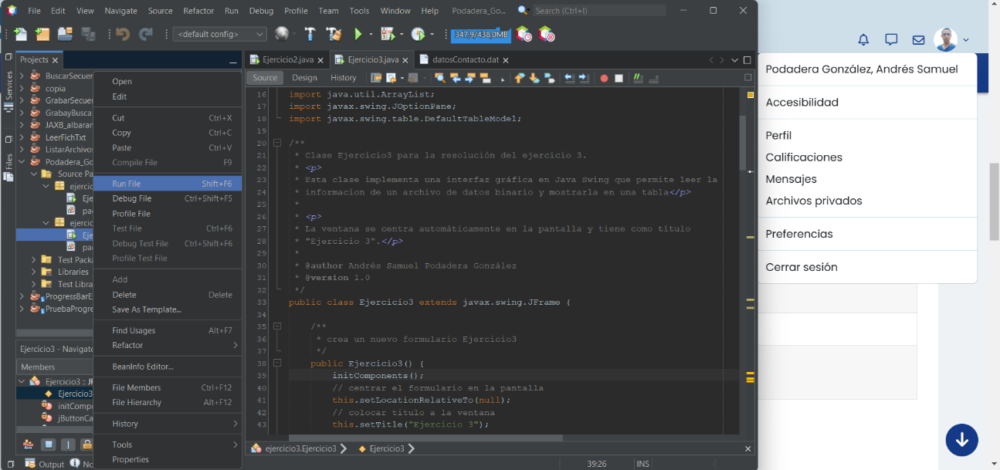 File Edit View Navigate Source Refactor Run Debug Profile Team Tools Window Help Podadera_Go... Search (Ctrl+I)
<default config> 347,9/438,0MB
Projects
Services
Files
BuscarSecuer
copia
GrabarSecuer
GrabayBusca
JAXB_albarar
LeerFichTxt
ListarArchivos
Podadera_Go
Source Pa
ejercic
Eje
pac
ejercic
Eje
pac
Test Packa
Libraries
Test Libra
ProgressBarE
PruebaProgre
Open
Edit
Cut Ctrl+X
Copy Ctrl+C
Paste Ctrl+V
Compile File F9
Run File Shift+F6
Debug File Ctrl+Shift+F5
Profile File
Test File Ctrl+F6
Debug Test File Ctrl+Shift+F6
Profile Test File
Add
Delete Delete
Save As Template...
Find Usages Alt+F7
Refactor
BeanInfo Editor...
File Members Ctrl+F12
File Hierarchy Alt+F12
History
Tools
Properties
Ejercicio3 - Navigato
Members
Ejercicio3 :: JF
Ejercicio3
initCompo
jButtonCa
Output No
Ejercicio2.java Ejercicio3.java datosContacto.dat
Source Design History
16 import java.util.ArrayList;
17 import javax.swing.JOptionPane;
18 import javax.swing.table.DefaultTableModel;
19
20 /**
21 * Clase Ejercicio3 para la resolución del ejercicio 3.
22 * <p>
23 * Esta clase implementa una interfaz gráfica en Java Swing que permite leer la
24 * informacion de un archivo de datos binario y mostrarla en una tabla</p>
25 *
26 * <p>
27 * La ventana se centra automáticamente en la pantalla y tiene como título
28 * "Ejercicio 3".</p>
29 *
30 * @author Andrés Samuel Podadera González
31 * @version 1.0
32 */
33 public class Ejercicio3 extends javax.swing.JFrame {
34
35 /**
36 * crea un nuevo formulario Ejercicio3
37 */
38 public Ejercicio3() {
39 initComponents();
40 // centrar el formulario en la pantalla
41 this.setLocationRelativeTo(null);
42 // colocar titulo a la ventana
43 this.setTitle("Ejercicio 3");
ejercicio3.Ejercicio3 Ejercicio3
39:26 INS
Podadera González, Andrés Samuel
Accesibilidad
Perfil
Calificaciones
Mensajes
Archivos privados
Preferencias
Cerrar sesión